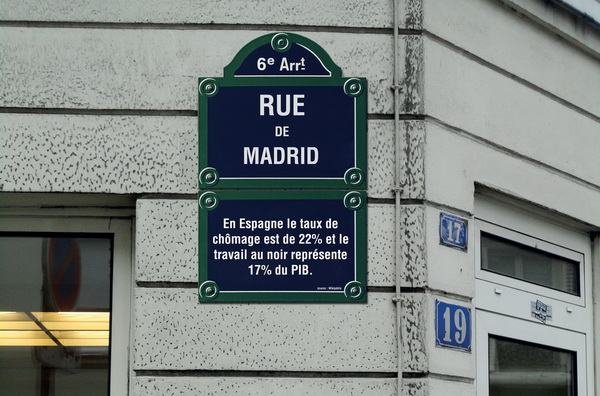 6e Arrt
RUE
DE
MADRID
En Espagne le taux de
chômage est de 22% et le
travail au noir représente
17% du PIB.
17
19